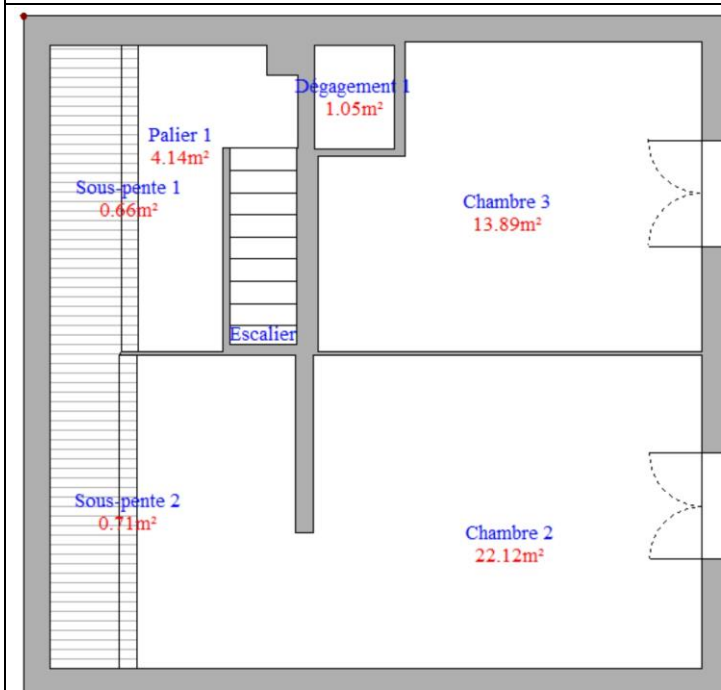 Dégagement 1
1.05m²
Palier 1
4.14m²
Sous-pente 1
0.66m²
Chambre 3
13.89m²
Escalier
Sous-pente 2
0.71m²
Chambre 2
22.12m²